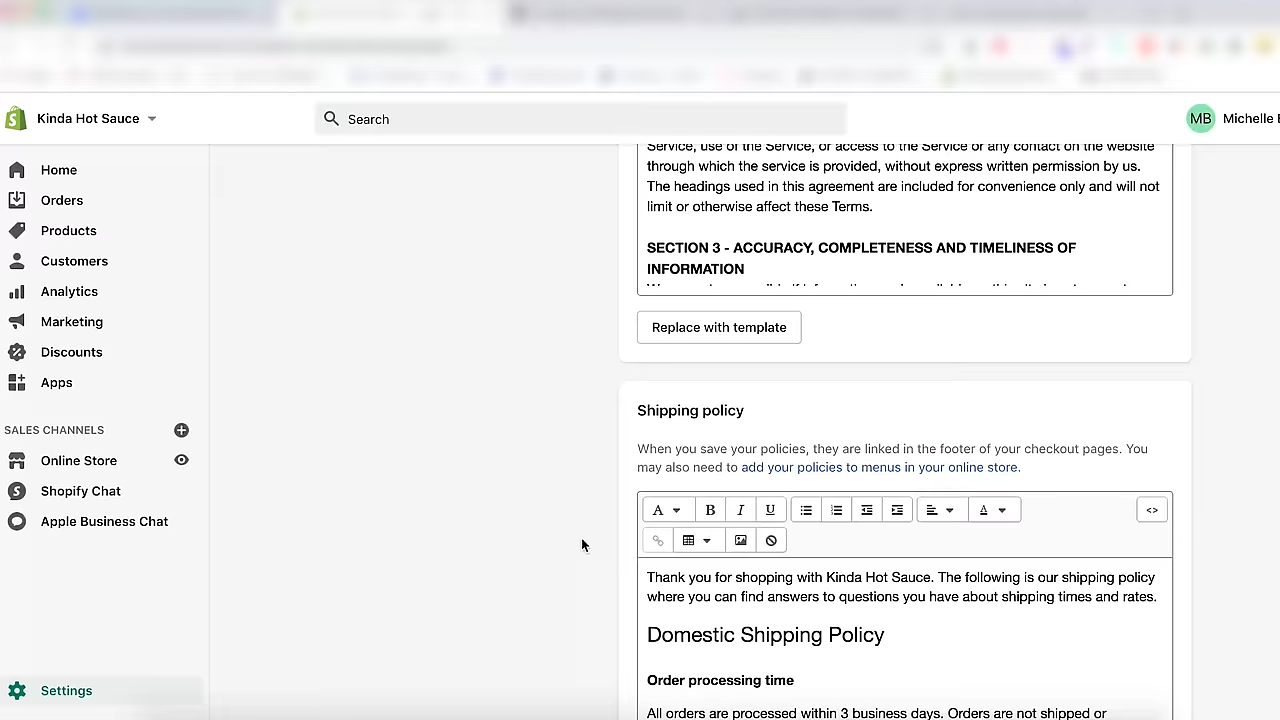 Kinda Hot Sauce
Search
MB
Michelle
Home
Orders
Products
Customers
Analytics
Marketing
Discounts
Apps
SALES CHANNELS
Online Store
Shopify Chat
Apple Business Chat
Settings
Service, use of the Service, or access to the Service or any contact on the website
through which the service is provided, without express written permission by us.
The headings used in this agreement are included for convenience only and will not
limit or otherwise affect these Terms.
SECTION 3 - ACCURACY, COMPLETENESS AND TIMELINESS OF
INFORMATION
Replace with template
Shipping policy
When you save your policies, they are linked in the footer of your checkout pages. You
may also need to add your policies to menus in your online store.
A B I U A <>
Thank you for shopping with Kinda Hot Sauce. The following is our shipping policy
where you can find answers to questions you have about shipping times and rates.
Domestic Shipping Policy
Order processing time
All orders are processed within 3 business days. Orders are not shipped or